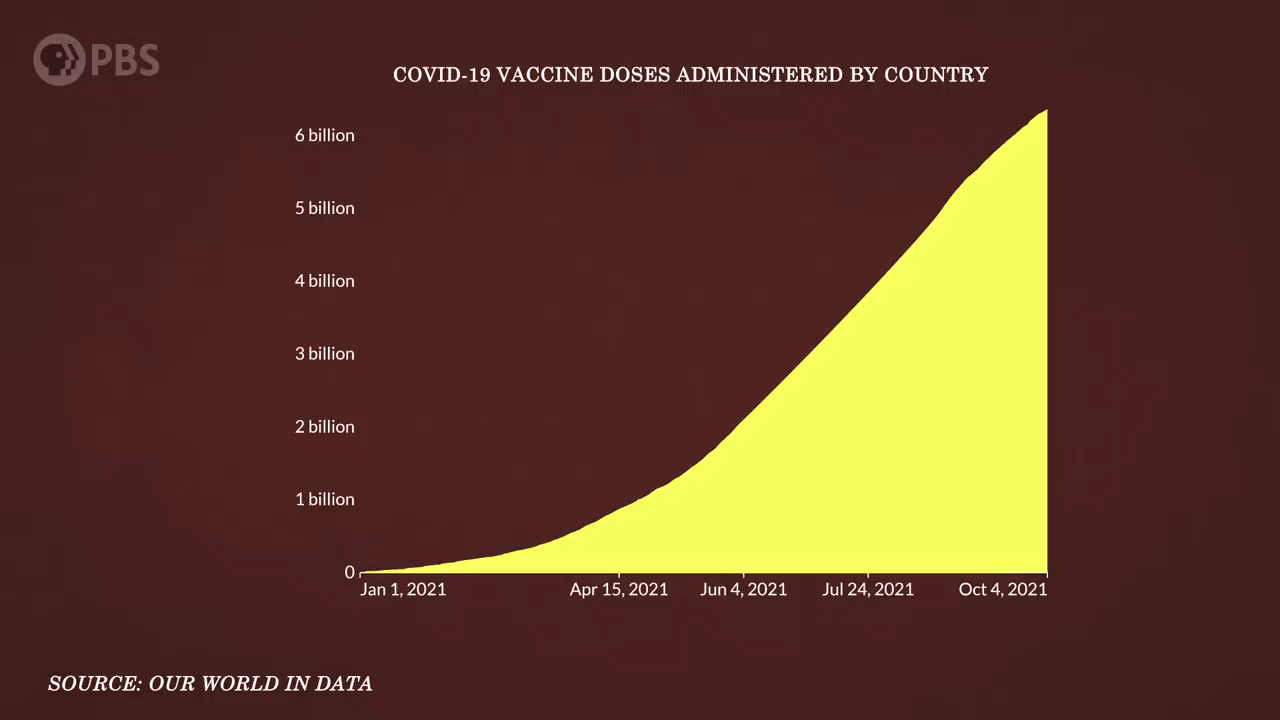 PBS
COVID-19 VACCINE DOSES ADMINISTERED BY COUNTRY
6 billion
5 billion
4 billion
3 billion
2 billion
1 billion
0
Jan 1, 2021 Apr 15, 2021 Jun 4, 2021 Jul 24, 2021 Oct 4, 2021
SOURCE: OUR WORLD IN DATA